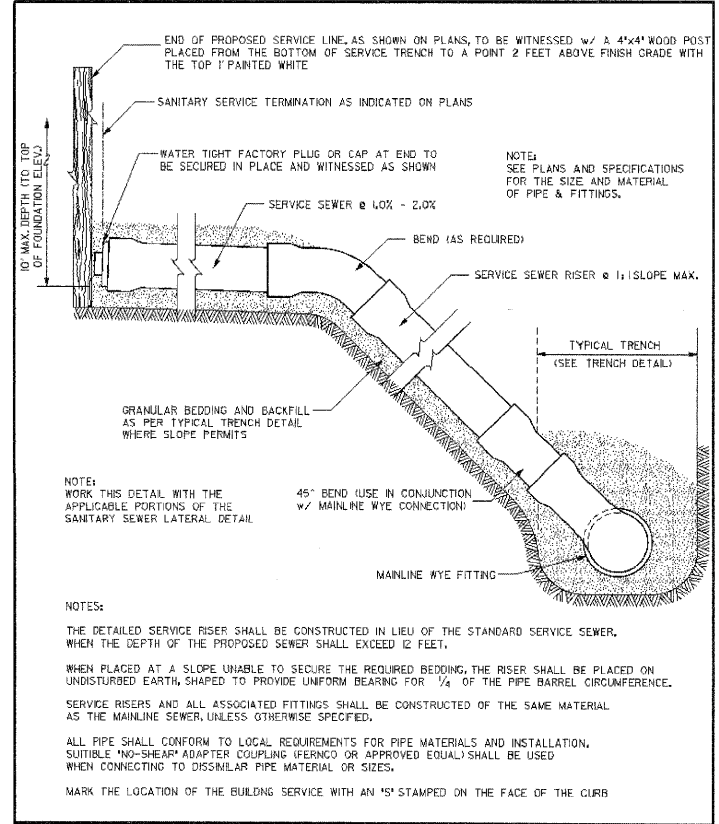 END OF PROPOSED SERVICE LINE, AS SHOWN ON PLANS, TO BE WITNESSED w/ A 4"x4" WOOD POST
PLACED FROM THE BOTTOM OF SERVICE TRENCH TO A POINT 2 FEET ABOVE FINISH GRADE WITH
THE TOP 1' PAINTED WHITE
SANITARY SERVICE TERMINATION AS INDICATED ON PLANS
WATER TIGHT FACTORY PLUG OR CAP AT END TO
BE SECURED IN PLACE AND WITNESSED AS SHOWN
NOTE:
SEE PLANS AND SPECIFICATIONS
FOR THE SIZE AND MATERIAL
OF PIPE & FITTINGS.
10' MAX. DEPTH (TO TOP
OF FOUNDATION ELEV.)
SERVICE SEWER @ 1.0% - 2.0%
BEND (AS REQUIRED)
SERVICE SEWER RISER @ 1:1 SLOPE MAX.
TYPICAL TRENCH
(SEE TRENCH DETAIL)
GRANULAR BEDDING AND BACKFILL
AS PER TYPICAL TRENCH DETAIL
WHERE SLOPE PERMITS
NOTE:
WORK THIS DETAIL WITH THE
APPLICABLE PORTIONS OF THE
SANITARY SEWER LATERAL DETAIL
45° BEND (USE IN CONJUNCTION
w/ MAINLINE WYE CONNECTION)
MAINLINE WYE FITTING
NOTES:
THE DETAILED SERVICE RISER SHALL BE CONSTRUCTED IN LIEU OF THE STANDARD SERVICE SEWER.
WHEN THE DEPTH OF THE PROPOSED SEWER SHALL EXCEED 12 FEET.
WHEN PLACED AT A SLOPE UNABLE TO SECURE THE REQUIRED BEDDING, THE RISER SHALL BE PLACED ON
UNDISTURBED EARTH, SHAPED TO PROVIDE UNIFORM BEARING FOR 1/4 OF THE PIPE BARREL CIRCUMFERENCE.
SERVICE RISERS AND ALL ASSOCIATED FITTINGS SHALL BE CONSTRUCTED OF THE SAME MATERIAL
AS THE MAINLINE SEWER, UNLESS OTHERWISE SPECIFIED.
ALL PIPE SHALL CONFORM TO LOCAL REQUIREMENTS FOR PIPE MATERIALS AND INSTALLATION.
SUITIBLE "NO-SHEAR" ADAPTER COUPLING (FERNCO OR APPROVED EQUAL) SHALL BE USED
WHEN CONNECTING TO DISSIMILAR PIPE MATERIAL OR SIZES.
MARK THE LOCATION OF THE BUILDNG SERVICE WITH AN "S" STAMPED ON THE FACE OF THE CURB